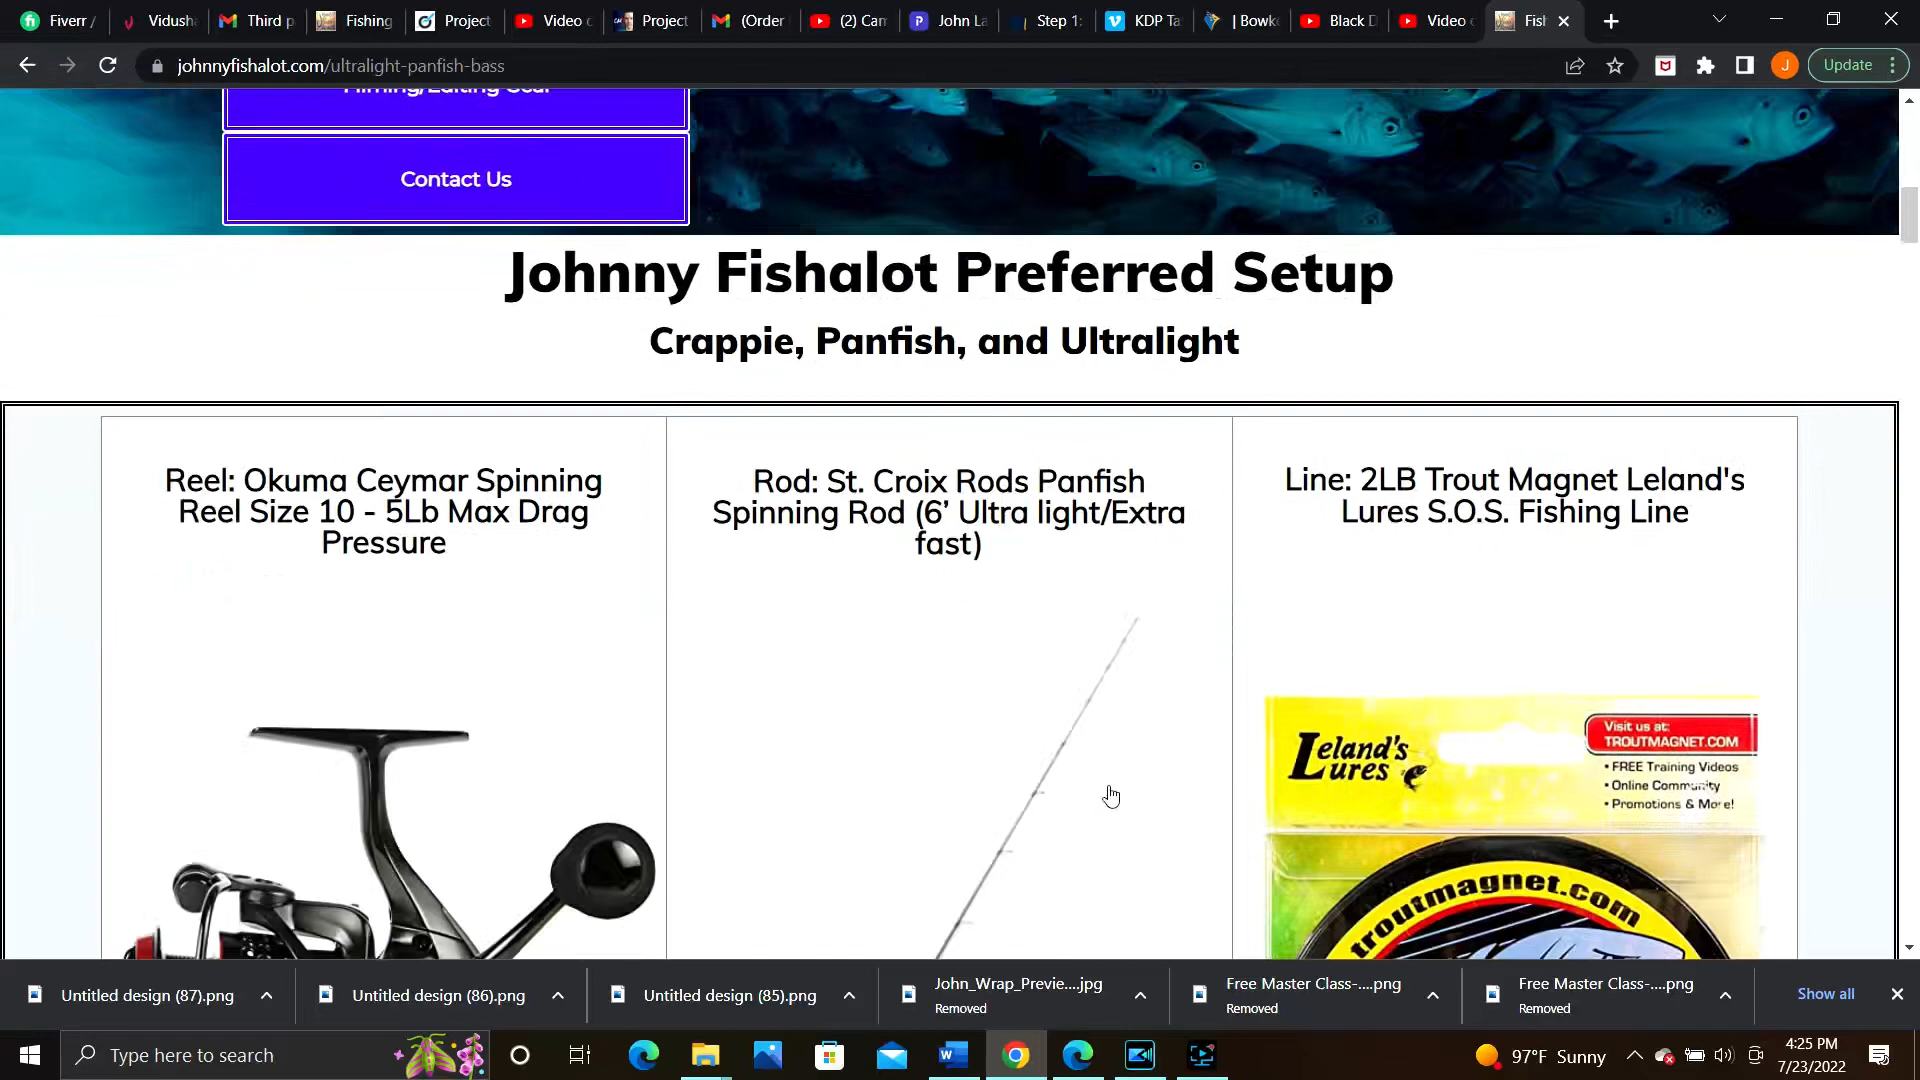 Fiverr /
Vidush
Third p
Fishing
Project
Video c
Project
(Order
(2) Cam
John La
Step 1:
KDP Ta
| Bowke
Black D
Video c
Fish
johnnyfishalot.com/ultralight-panfish-bass
J
Update
Filming/Editing Gear
Contact Us
Johnny Fishalot Preferred Setup
Crappie, Panfish, and Ultralight
Reel: Okuma Ceymar Spinning
Reel Size 10 - 5Lb Max Drag
Pressure
Rod: St. Croix Rods Panfish
Spinning Rod (6’ Ultra light/Extra
fast)
Line: 2LB Trout Magnet Leland's
Lures S.O.S. Fishing Line
Leland's
Lures
Visit us at:
TROUTMAGNET.COM
• FREE Training Videos
• Online Community
• Promotions & More!
troutmagnet.com
Untitled design (87).png
Untitled design (86).png
Untitled design (85).png
John_Wrap_Previe....jpg
Removed
Free Master Class-....png
Removed
Free Master Class-....png
Removed
Show all
Type here to search
97°F Sunny
4:25 PM
7/23/2022